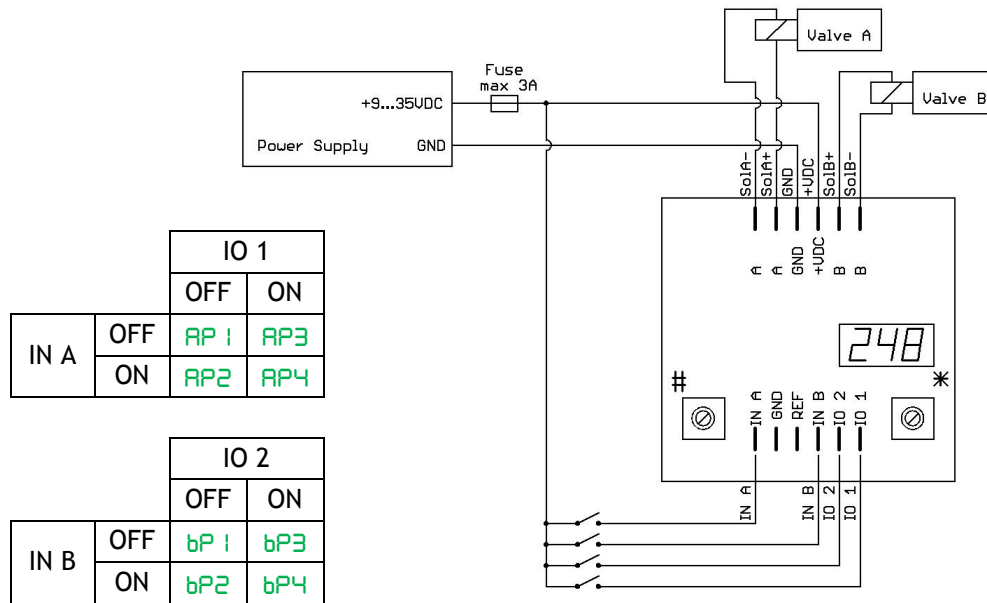 Valve A
Valve B
Fuse
max 3A
+9...35VDC
Power Supply GND
SolA-
SolA+
GND
+VDC
SolB+
SolB-
A
A
GND
+VDC
B
B
248
#
*
IN A
GND
REF
IN B
IO 2
IO 1
IN A
IN B
IO 2
IO 1
IO 1
OFF ON
IN A OFF AP1 AP3
ON AP2 AP4
IO 2
OFF ON
IN B OFF bP1 bP3
ON bP2 bP4